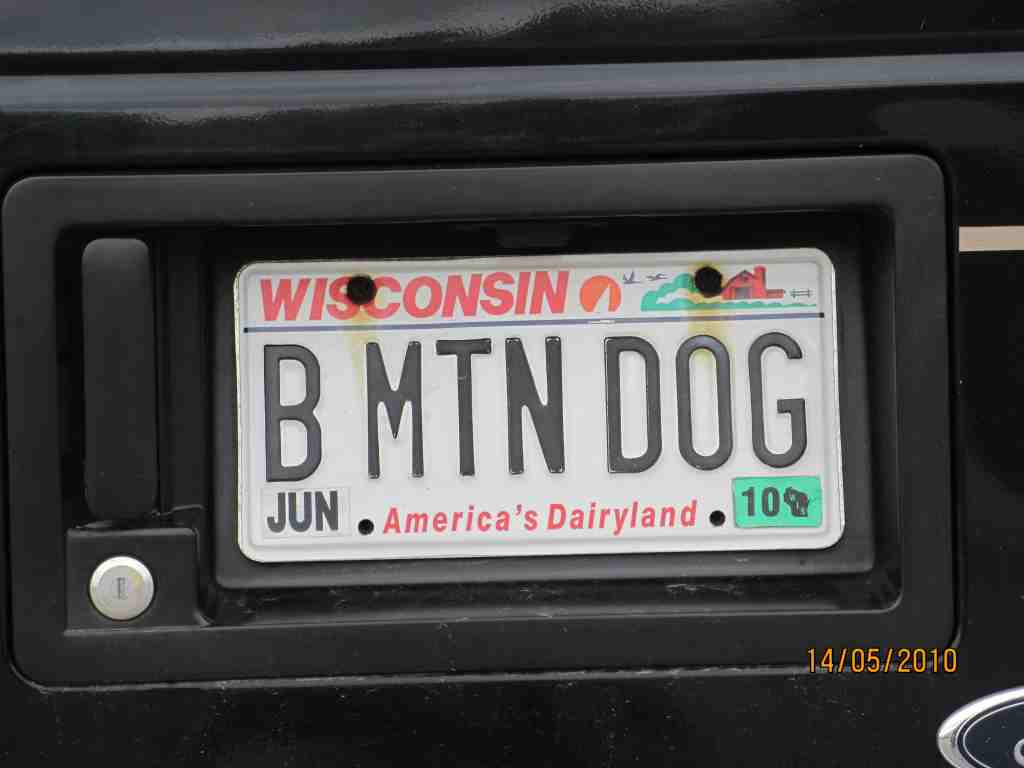 WISCONSIN
B MTN DOG
JUN America's Dairyland 10
14/05/2010